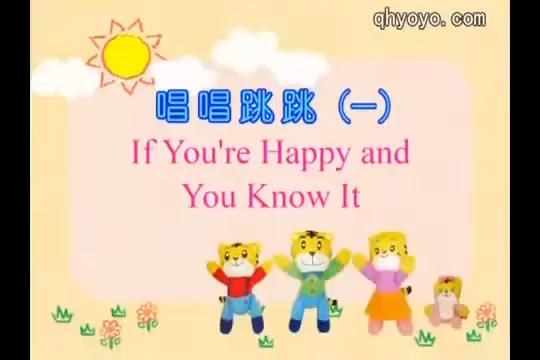 qhyoyo.com
唱唱跳跳（一）
If You're Happy and
You Know It